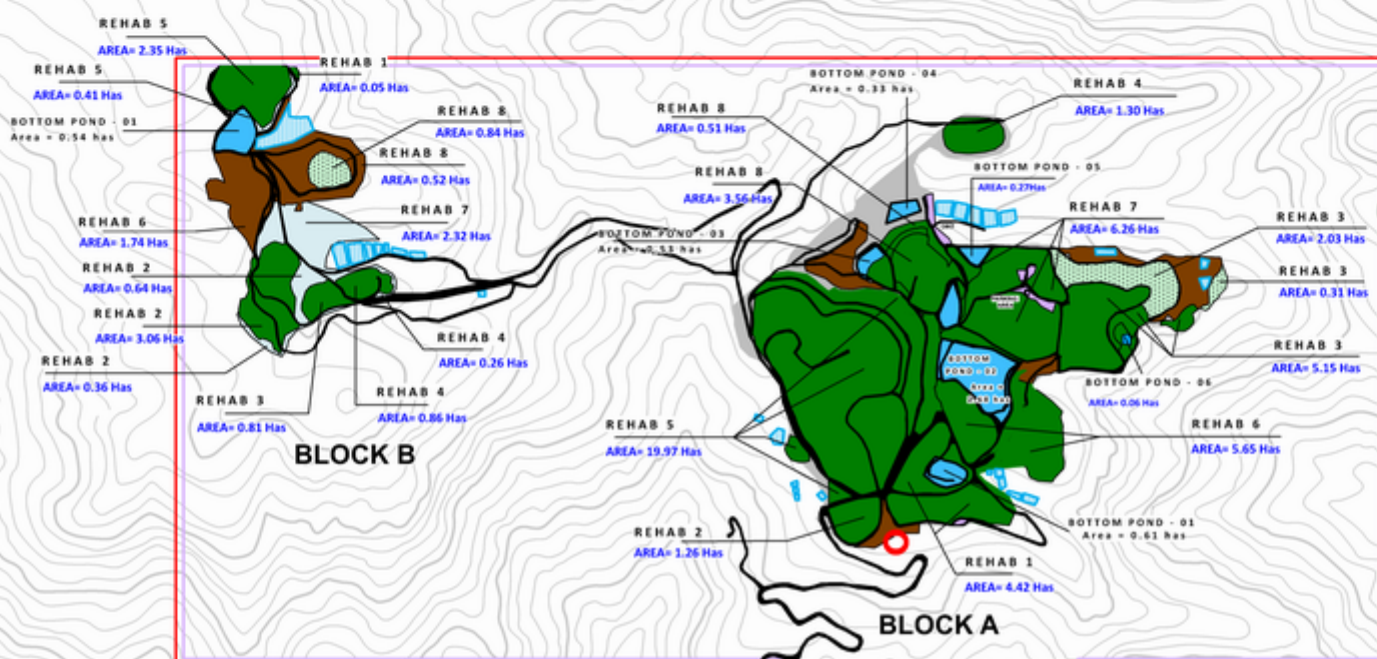 REHAB 5
AREA= 2.35 Has
REHAB 5
AREA= 0.41 Has
BOTTOM POND - 01
Area = 0.54 has
REHAB 1
AREA= 0.05 Has
REHAB 8
AREA= 0.84 Has
REHAB 8
AREA= 0.52 Has
REHAB 7
AREA= 2.32 Has
REHAB 6
AREA= 1.74 Has
REHAB 2
AREA= 0.64 Has
REHAB 2
AREA= 3.06 Has
REHAB 2
AREA= 0.36 Has
REHAB 3
AREA= 0.81 Has
REHAB 4
AREA= 0.26 Has
REHAB 4
AREA= 0.86 Has
BLOCK B
BOTTOM POND - 04
Area = 0.33 has
REHAB 8
AREA= 0.51 Has
REHAB 8
AREA= 3.56 Has
BOTTOM POND - 03
Area = 0.53 has
REHAB 4
AREA= 1.30 Has
BOTTOM POND - 05
AREA= 0.27Has
REHAB 7
AREA= 6.26 Has
REHAB 3
AREA= 2.03 Has
REHAB 3
AREA= 0.31 Has
REHAB 3
AREA= 5.15 Has
BOTTOM POND - 06
AREA= 0.06 Has
BOTTOM
POND - 02
Area =
2.68 has
REHAB 5
AREA= 19.97 Has
REHAB 6
AREA= 5.65 Has
BOTTOM POND - 01
Area = 0.61 has
REHAB 2
AREA= 1.26 Has
REHAB 1
AREA= 4.42 Has
BLOCK A